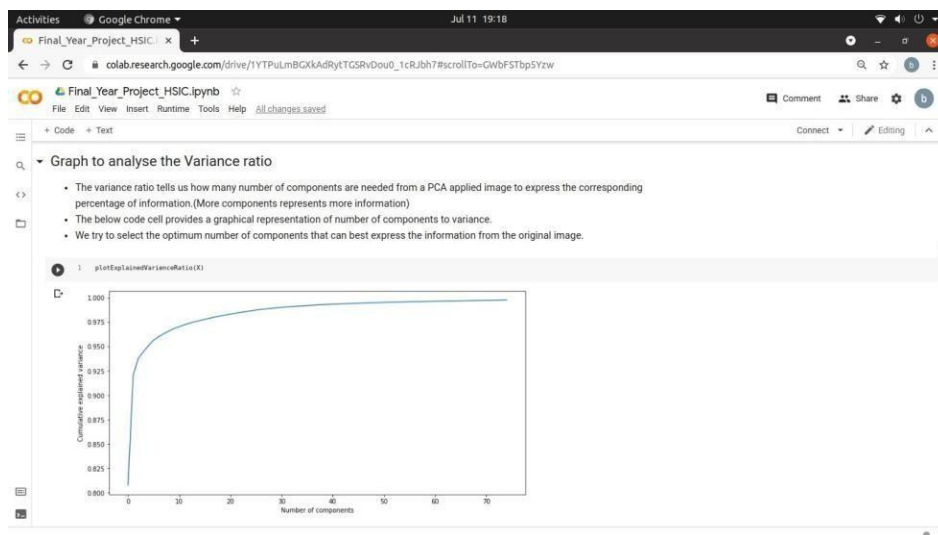 Activities
Google Chrome
Jul 11 19:18
Final_Year_Project_HSIC.
colab.research.google.com/drive/1YTPuLmBGXkAdRytTGSRvDou0_1cRJbh7#scrollTo=GWbFSTbp5Yzw
b
CO
Final_Year_Project_HSIC.ipynb
File Edit View Insert Runtime Tools Help All changes saved
Comment Share b
+ Code + Text
Connect Editing
Graph to analyse the Variance ratio
• The variance ratio tells us how many number of components are needed from a PCA applied image to express the corresponding
percentage of information.(More components represents more information)
• The below code cell provides a graphical representation of number of components to variance.
• We try to select the optimum number of components that can best express the information from the original image.
1 plotExplainedVarienceRatio(X)
1.000
0.975
0.950
0.925
0.900
0.875
0.850
0.825
0.800
Cumulative explained variance
0 10 20 30 40 50 60 70
Number of components